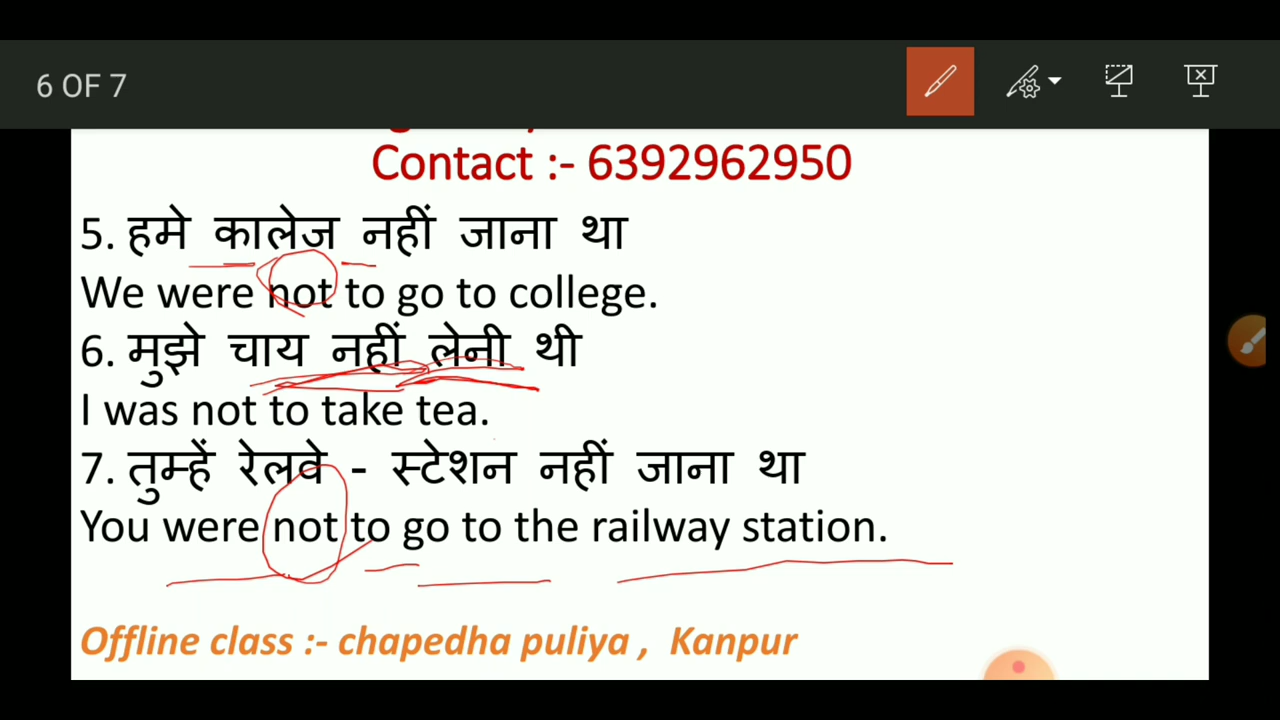 6 OF 7
Contact :- 6392962950
5. हमे कालेज नहीं जाना था
We were not to go to college.
6. मुझे चाय नहीं लेनी थी
I was not to take tea.
7. तुम्हें रेलवे - स्टेशन नहीं जाना था
You were not to go to the railway station.
Offline class :- chapedha puliya , Kanpur